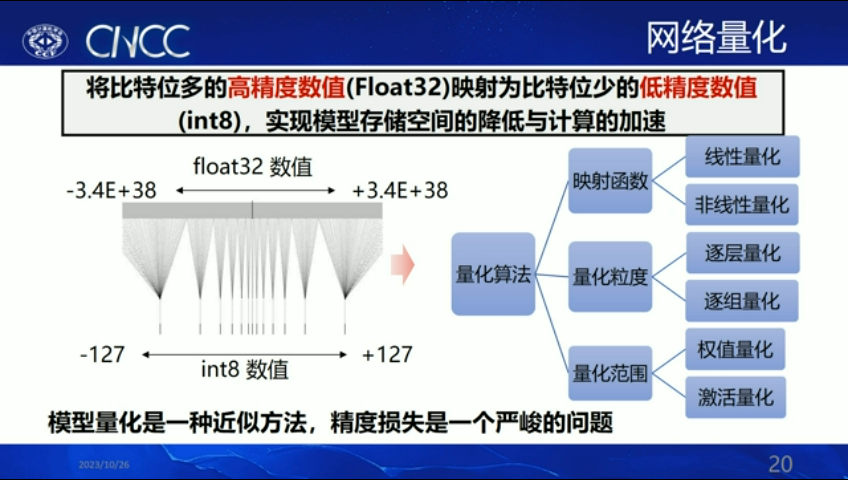 CNCC
网络量化
将比特位多的高精度数值(Float32)映射为比特位少的低精度数值
(int8)，实现模型存储空间的降低与计算的加速
float32 数值
-3.4E+38
+3.4E+38
-127
+127
int8 数值
量化算法
映射函数
线性量化
非线性量化
量化粒度
逐层量化
逐组量化
量化范围
权值量化
激活量化
模型量化是一种近似方法，精度损失是一个严峻的问题
2023/10/26
20